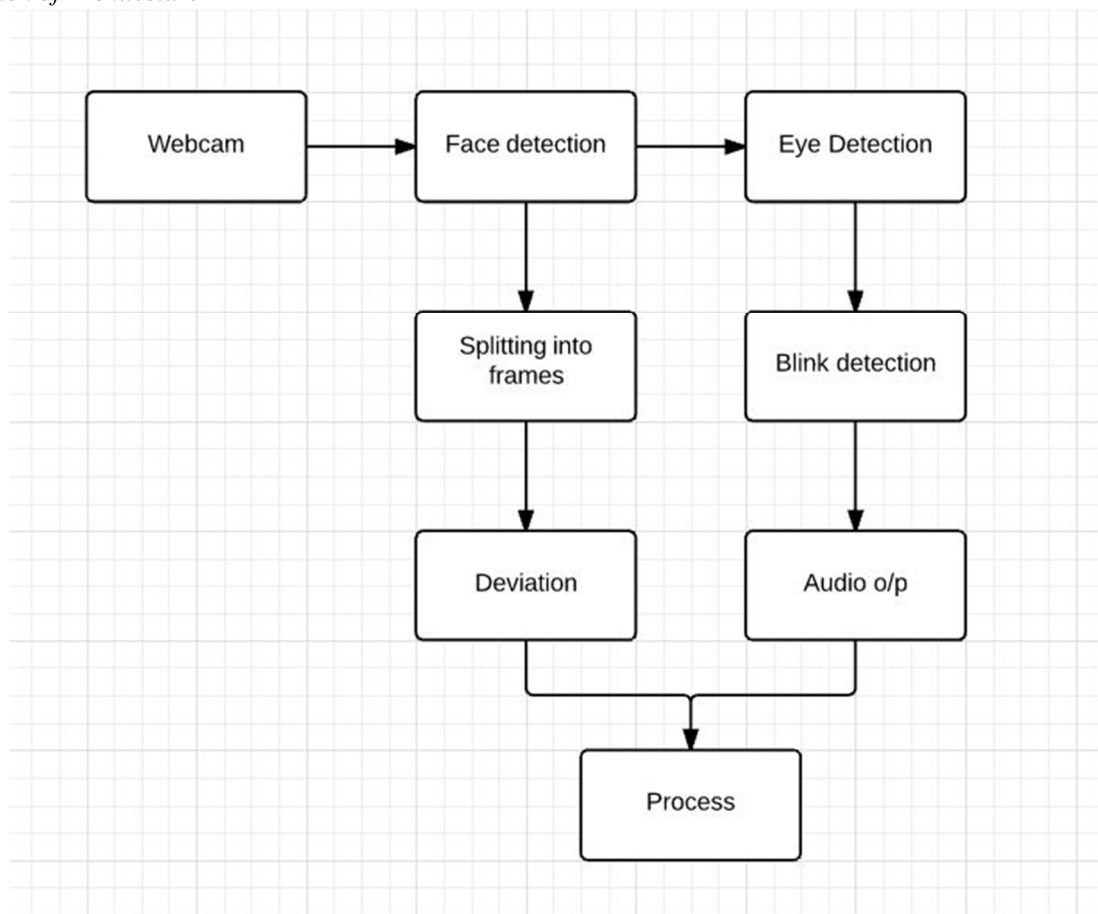 Webcam
Face detection
Eye Detection
Splitting into
frames
Blink detection
Deviation
Audio o/p
Process